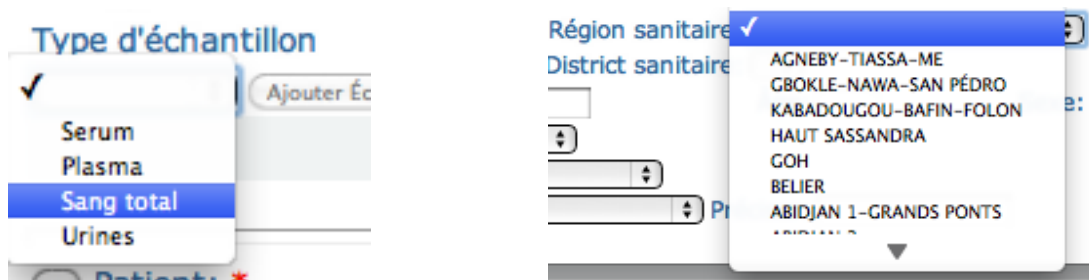 Type d'échantillon
Ajouter Éc
Serum
Plasma
Sang total
Urines
Patient: *
Région sanitaire
District sanitaire
e:
AGNEBY-TIASSA-ME
GBOKLE-NAWA-SAN PÉDRO
KABADOUGOU-BAFIN-FOLON
HAUT SASSANDRA
GOH
BELIER
ABIDJAN 1-GRANDS PONTS
Pr